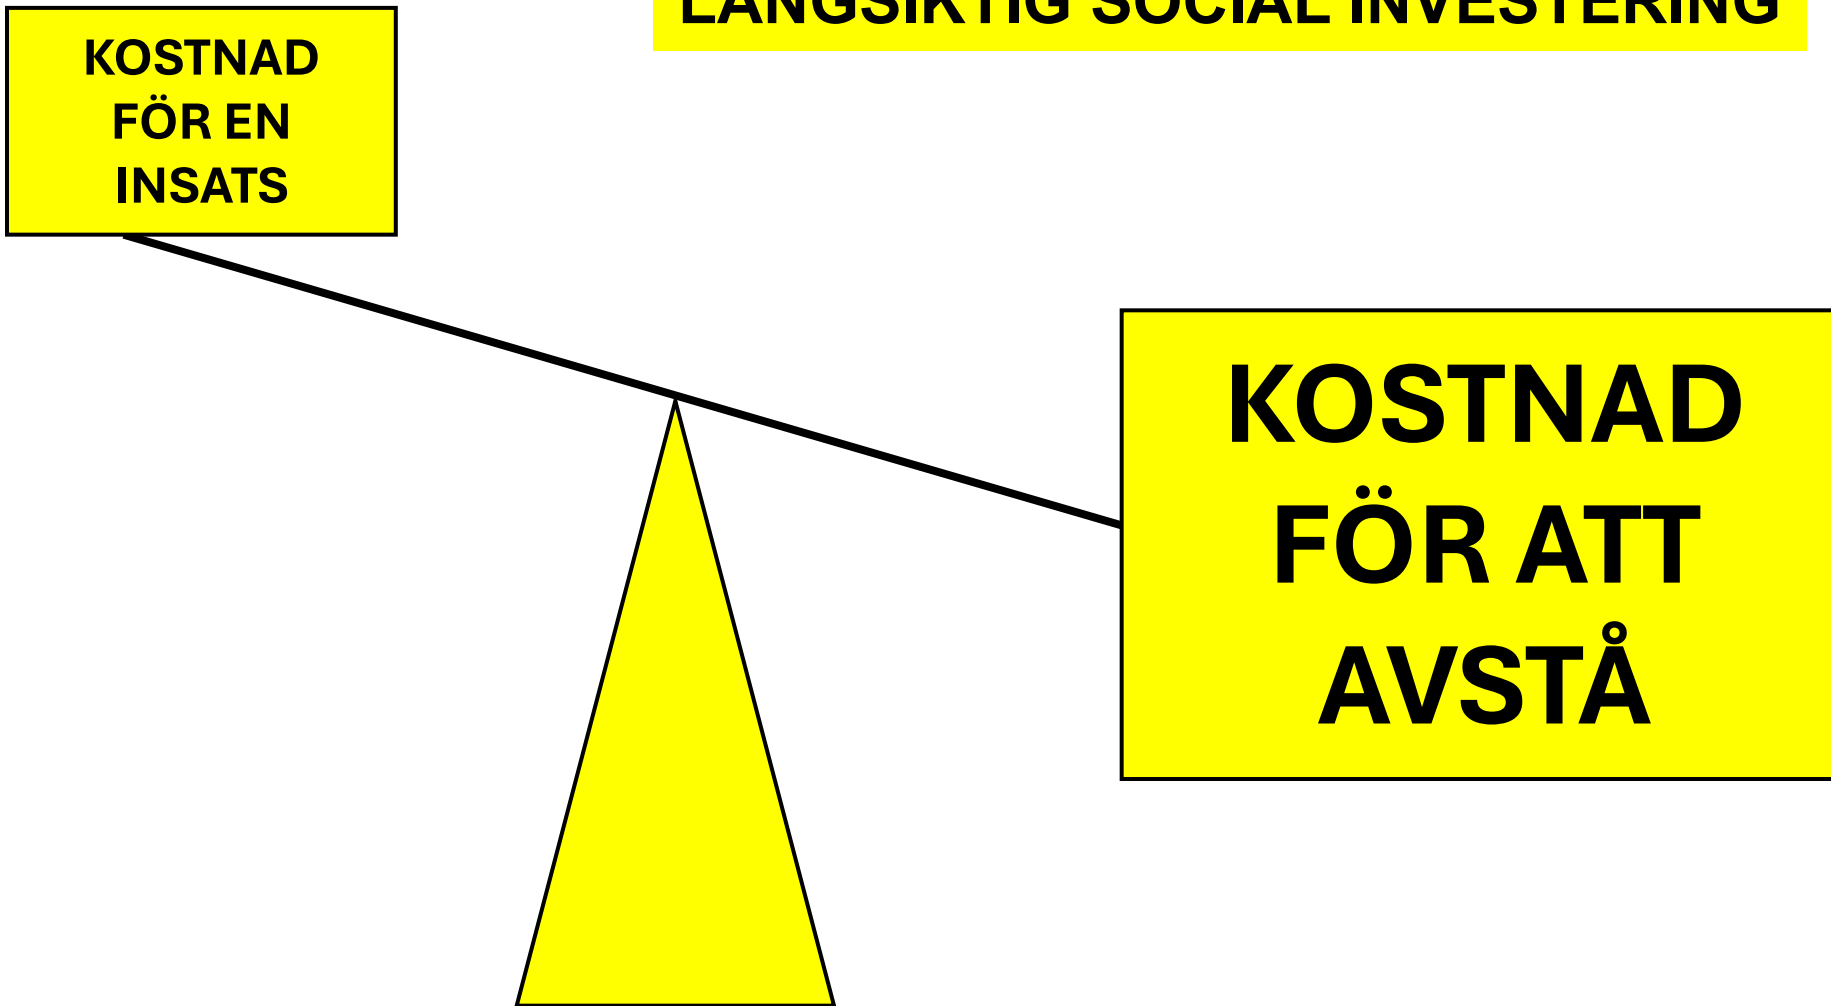 LÅNGSIKTIG SOCIAL INVESTERING
KOSTNAD
FÖR EN
INSATS
KOSTNAD
FÖR ATT
AVSTÅ